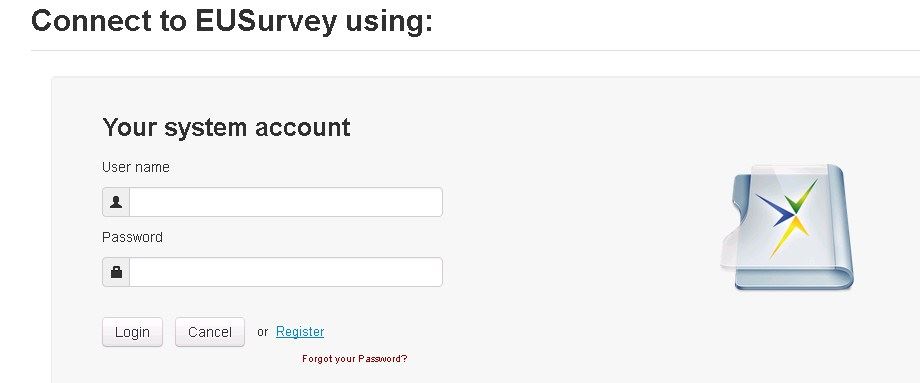 Connect to EUSurvey using:
Your system account
User name
Password
Login Cancel or Register
Forgot your Password?